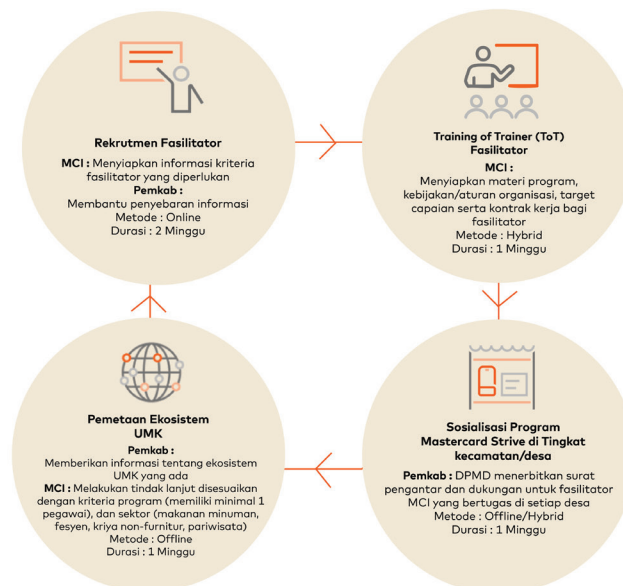 Rekrutmen Fasilitator
MCI : Menyiapkan informasi kriteria
fasilitator yang diperlukan
Pemkab :
Membantu penyebaran informasi
Metode : Online
Durasi : 2 Minggu
Training of Trainer (ToT)
Fasilitator
MCI :
Menyiapkan materi program,
kebijakan/aturan organisasi, target
capaian serta kontrak kerja bagi
fasilitator
Metode : Hybrid
Durasi : 1 Minggu
Pemetaan Ekosistem
UMK
Pemkab :
Memberikan informasi tentang ekosistem
UMK yang ada
MCI : Melakukan tindak lanjut disesuaikan
dengan kriteria program (memiliki minimal 1
pegawai), dan sektor (makanan minuman,
fesyen, kriya non-furnitur, pariwisata)
Metode : Offline
Durasi : 1 Minggu
Sosialisasi Program
Mastercard Strive di Tingkat
kecamatan/desa
Pemkab : DPMD menerbitkan surat
pengantar dan dukungan untuk fasilitator
MCI yang bertugas di setiap desa
Metode : Offline/Hybrid
Durasi : 1 Minggu